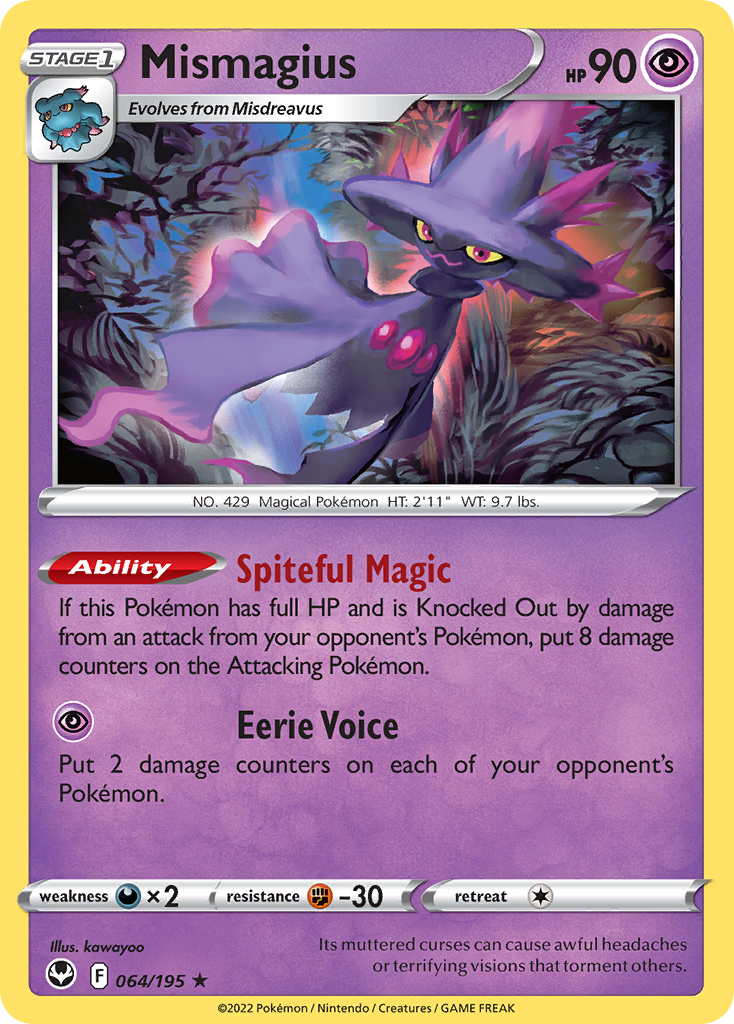 STAGE1
Mismagius
HP 90
Evolves from Misdreavus
NO. 429 Magical Pokémon HT: 2'11" WT: 9.7 lbs.
Ability Spiteful Magic
If this Pokémon has full HP and is Knocked Out by damage
from an attack from your opponent's Pokémon, put 8 damage
counters on the Attacking Pokémon.
Eerie Voice
Put 2 damage counters on each of your opponent's
Pokémon.
weakness ×2 resistance -30 retreat
Illus. kawayoo
Its muttered curses can cause awful headaches
or terrifying visions that torment others.
F 064/195 ★
©2022 Pokémon / Nintendo / Creatures / GAME FREAK